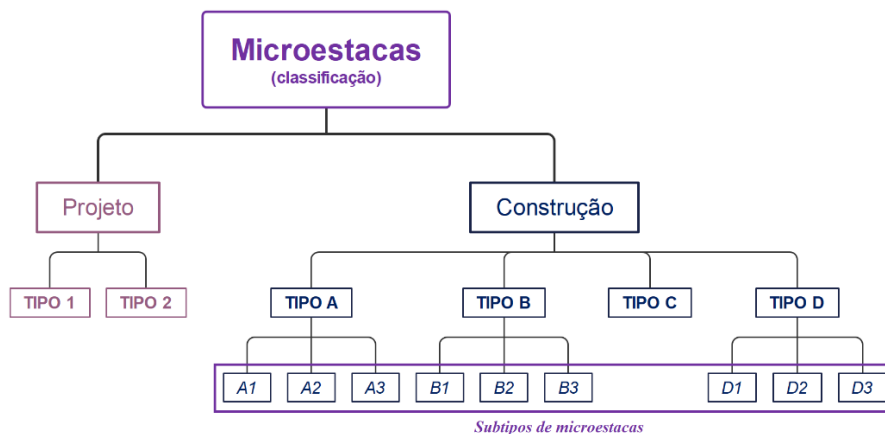 Microestacas
(classificação)
Projeto
Construção
TIPO 1
TIPO 2
TIPO A
TIPO B
TIPO C
TIPO D
A1
A2
A3
B1
B2
B3
D1
D2
D3
Subtipos de microestacas